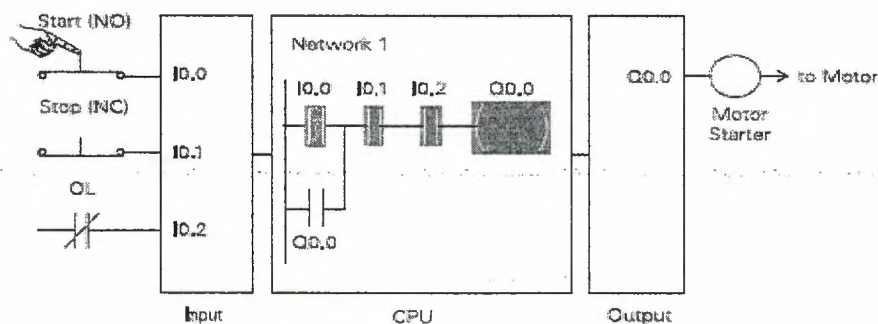 Start (NO)
I0.0
Stop (NC)
I0.1
OL
I0.2
Input
Network 1
I0.0 I0.1 I0.2 Q0.0
Q0.0
CPU
Q0.0
Output
Motor
Starter
to Motor